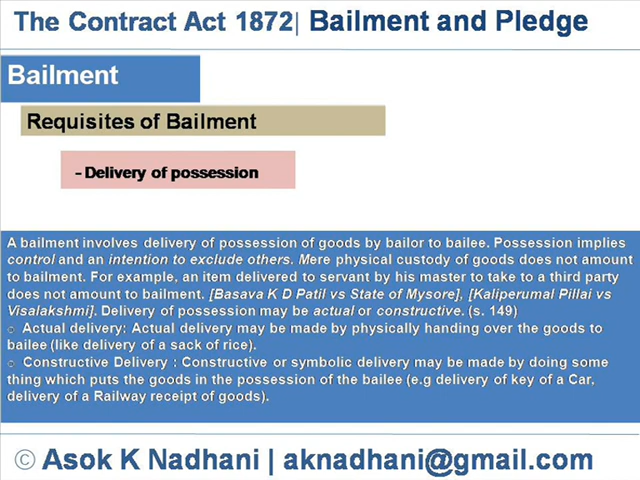 The Contract Act 1872| Bailment and Pledge
Bailment
Requisites of Bailment
- Delivery of possession
A bailment involves delivery of possession of goods by bailor to bailee. Possession implies
control and an intention to exclude others. Mere physical custody of goods does not amount
to bailment. For example, an item delivered to servant by his master to take to a third party
does not amount to bailment. [Basava K D Patil vs State of Mysore], [Kaliperumal Pillai vs
Visalakshmi]. Delivery of possession may be actual or constructive. (s. 149)
○ Actual delivery: Actual delivery may be made by physically handing over the goods to
bailee (like delivery of a sack of rice).
○ Constructive Delivery : Constructive or symbolic delivery may be made by doing some
thing which puts the goods in the possession of the bailee (e.g delivery of key of a Car,
delivery of a Railway receipt of goods).
© Asok K Nadhani | aknadhani@gmail.com